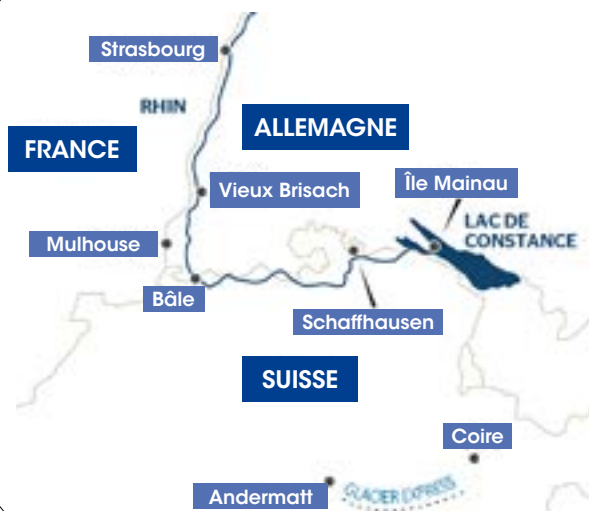 Strasbourg
RHIN
ALLEMAGNE
FRANCE
Vieux Brisach
Île Mainau
LAC DE
CONSTANCE
Mulhouse
Bâle
Schaffhausen
SUISSE
Coire
Andermatt
GLACIER EXPRESS